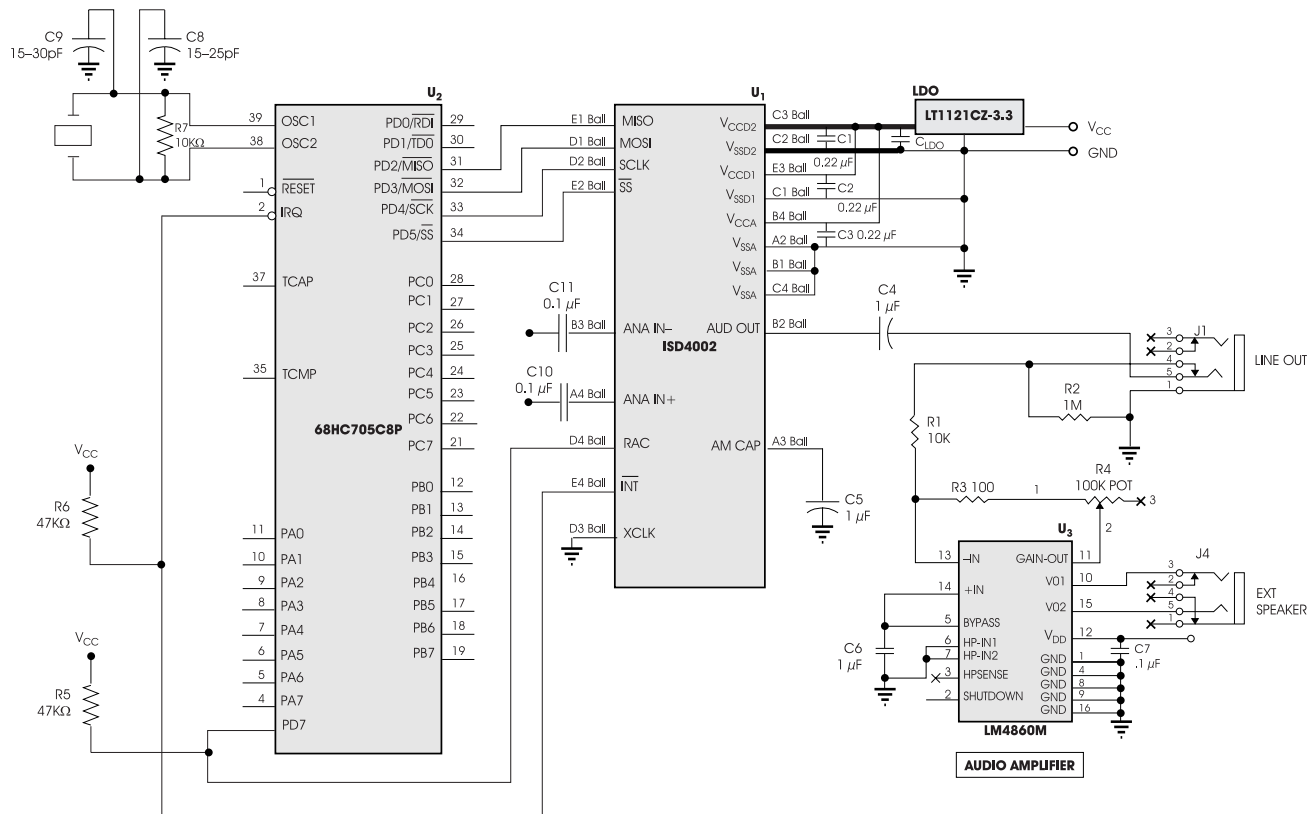 C9
15–30pF
C8
15–25pF
R7
10KΩ
U2
39 OSC1
38 OSC2
1 RESET
2 IRQ
37 TCAP
35 TCMP
68HC705C8P
11 PA0
10 PA1
9 PA2
8 PA3
7 PA4
6 PA5
5 PA6
4 PA7
PD7
PD0/RDI 29
PD1/TD0 30
PD2/MISO 31
PD3/MOSI 32
PD4/SCK 33
PD5/SS 34
PC0 28
PC1 27
PC2 26
PC3 25
PC4 24
PC5 23
PC6 22
PC7 21
PB0 12
PB1 13
PB2 14
PB3 15
PB4 16
PB5 17
PB6 18
PB7 19
VCC
R6
47KΩ
VCC
R5
47KΩ
U1
E1 Ball MISO
D1 Ball MOSI
D2 Ball SCLK
E2 Ball SS
C11
0.1 µF
B3 Ball ANA IN–
ISD4002
C10
0.1 µF
A4 Ball ANA IN+
D4 Ball RAC
E4 Ball INT
D3 Ball XCLK
VCCD2 C3 Ball
VSSD2 C2 Ball
VCCD1 E3 Ball
VSSD1 C1 Ball
VCCA B4 Ball
VSSA A2 Ball
VSSA B1 Ball
VSSA C4 Ball
AUD OUT B2 Ball
AM CAP A3 Ball
C1
0.22 µF
C2
0.22 µF
C3 0.22 µF
CLDO
LDO
LT1121CZ-3.3
VCC
GND
C4
1 µF
C5
1 µF
J1
3
2
4
5
1
LINE OUT
R2
1M
R1
10K
R3 100
1
R4
100K POT
3
2
U3
13 –IN
14 +IN
5 BYPASS
6 HP-IN1
7 HP-IN2
3 HPSENSE
2 SHUTDOWN
GAIN-OUT 11
V01 10
V02 15
VDD 12
GND 1
GND 4
GND 8
GND 9
GND 16
LM4860M
C6
1 µF
C7
.1 µF
J4
3
2
4
5
1
EXT
SPEAKER
AUDIO AMPLIFIER